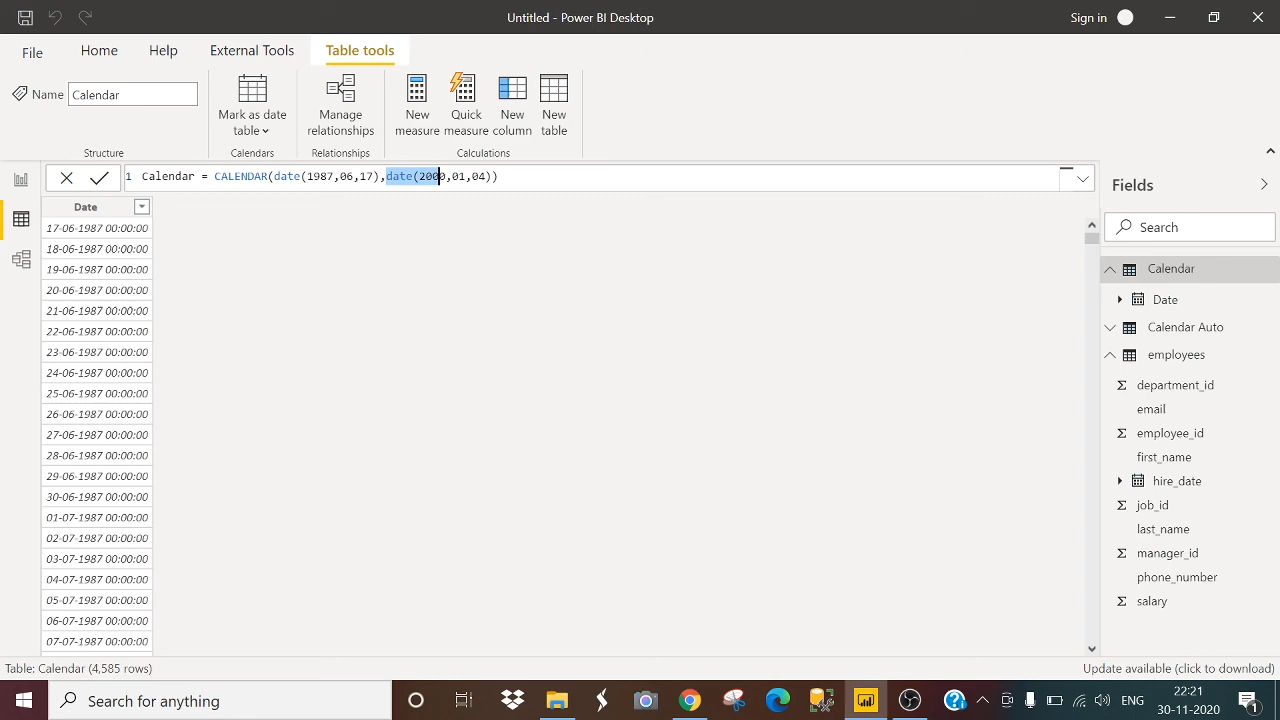 Untitled - Power BI Desktop
Sign in
File
Home
Help
External Tools
Table tools
Name
Calendar
Mark as date
table
Manage
relationships
New
measure
Quick
measure
New
column
New
table
Structure
Calendars
Relationships
Calculations
1 Calendar = CALENDAR(date(1987,06,17),date(2000,01,04))
Date
17-06-1987 00:00:00
18-06-1987 00:00:00
19-06-1987 00:00:00
20-06-1987 00:00:00
21-06-1987 00:00:00
22-06-1987 00:00:00
23-06-1987 00:00:00
24-06-1987 00:00:00
25-06-1987 00:00:00
26-06-1987 00:00:00
27-06-1987 00:00:00
28-06-1987 00:00:00
29-06-1987 00:00:00
30-06-1987 00:00:00
01-07-1987 00:00:00
02-07-1987 00:00:00
03-07-1987 00:00:00
04-07-1987 00:00:00
05-07-1987 00:00:00
06-07-1987 00:00:00
07-07-1987 00:00:00
Fields
Search
Calendar
Date
Calendar Auto
employees
department_id
email
employee_id
first_name
hire_date
job_id
last_name
manager_id
phone_number
salary
Table: Calendar (4,585 rows)
Update available (click to download)
Search for anything
ENG
22:21
30-11-2020
1